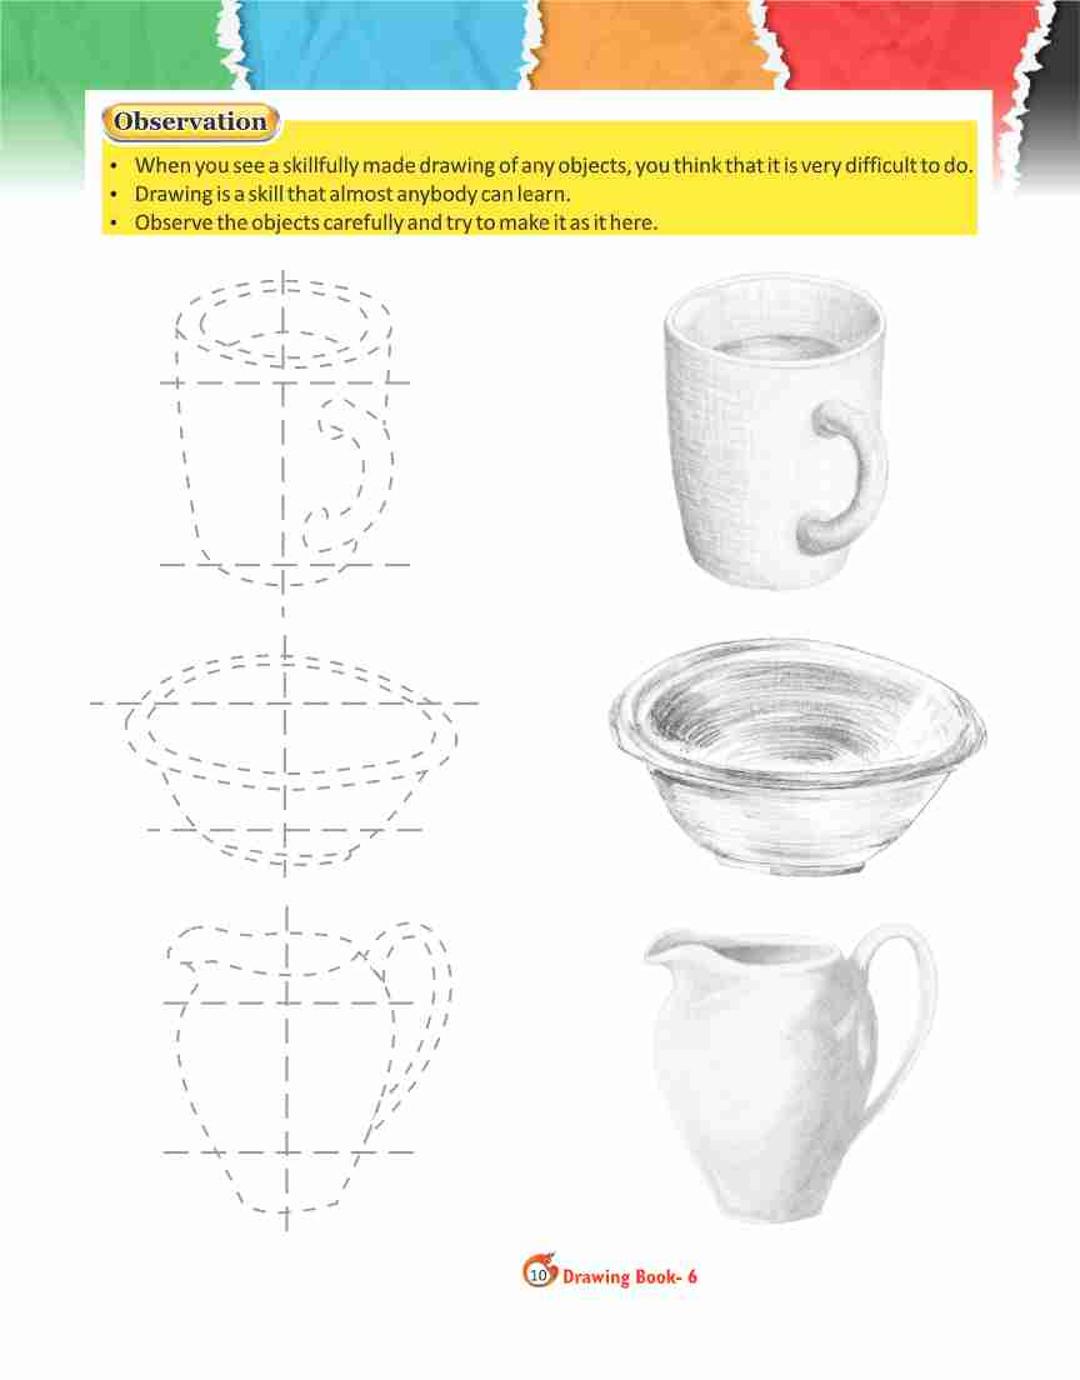 Observation
• When you see a skillfully made drawing of any objects, you think that it is very difficult to do.
• Drawing is a skill that almost anybody can learn.
• Observe the objects carefully and try to make it as it here.
10 Drawing Book- 6